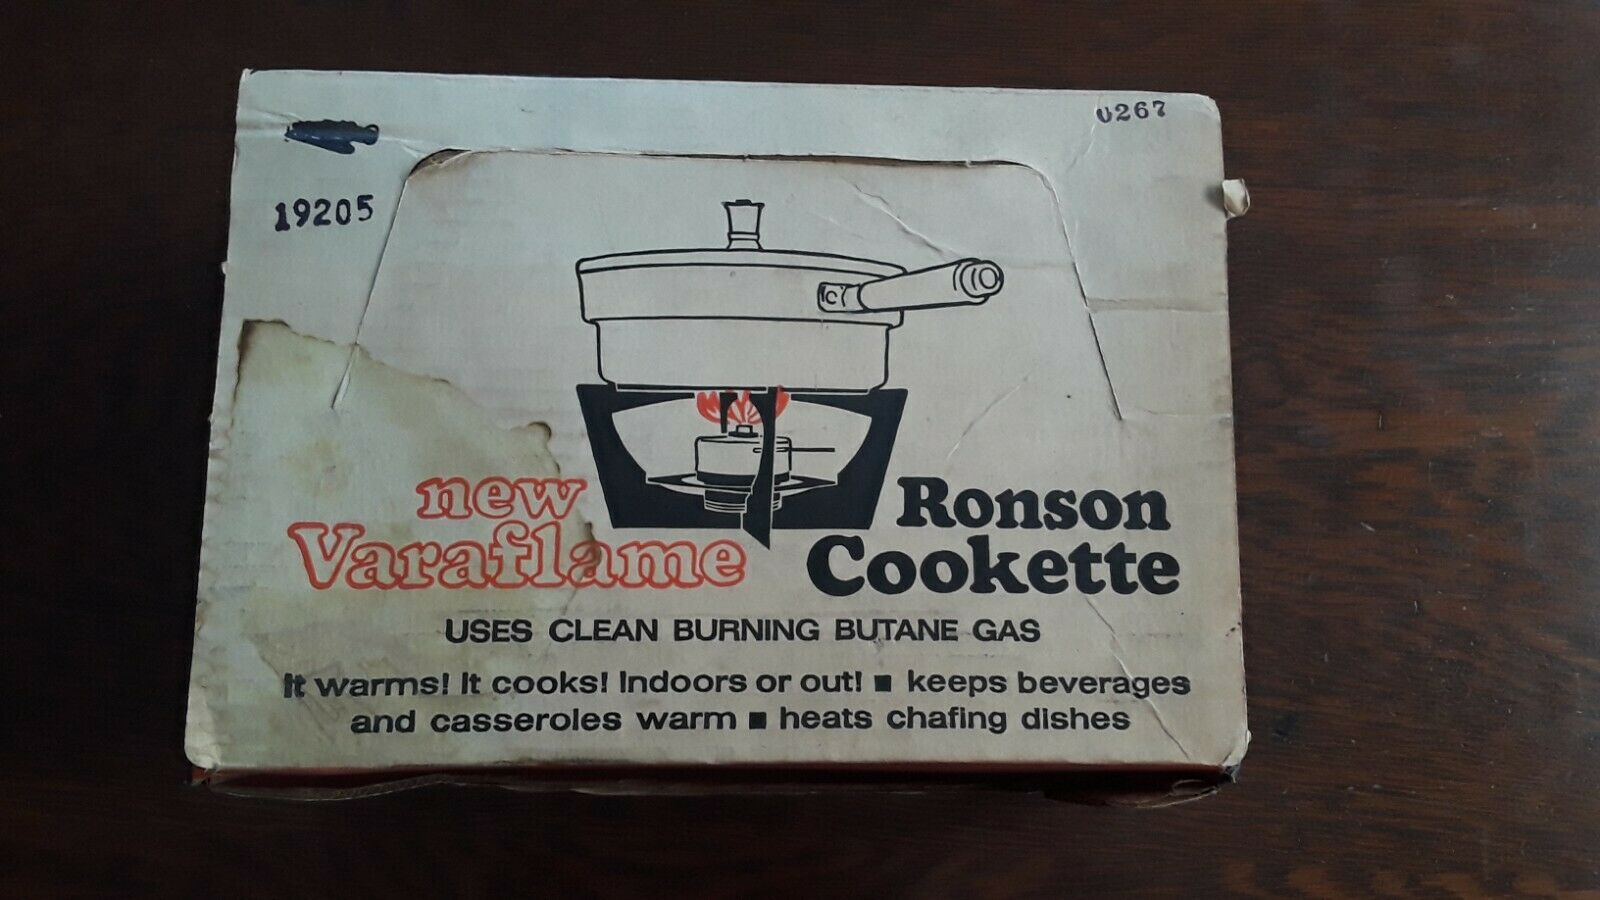 U267
19205
new
Varaflame
Ronson
Cookette
USES CLEAN BURNING BUTANE GAS
It warms! It cooks! Indoors or out! ■ keeps beverages
and casseroles warm ■ heats chafing dishes